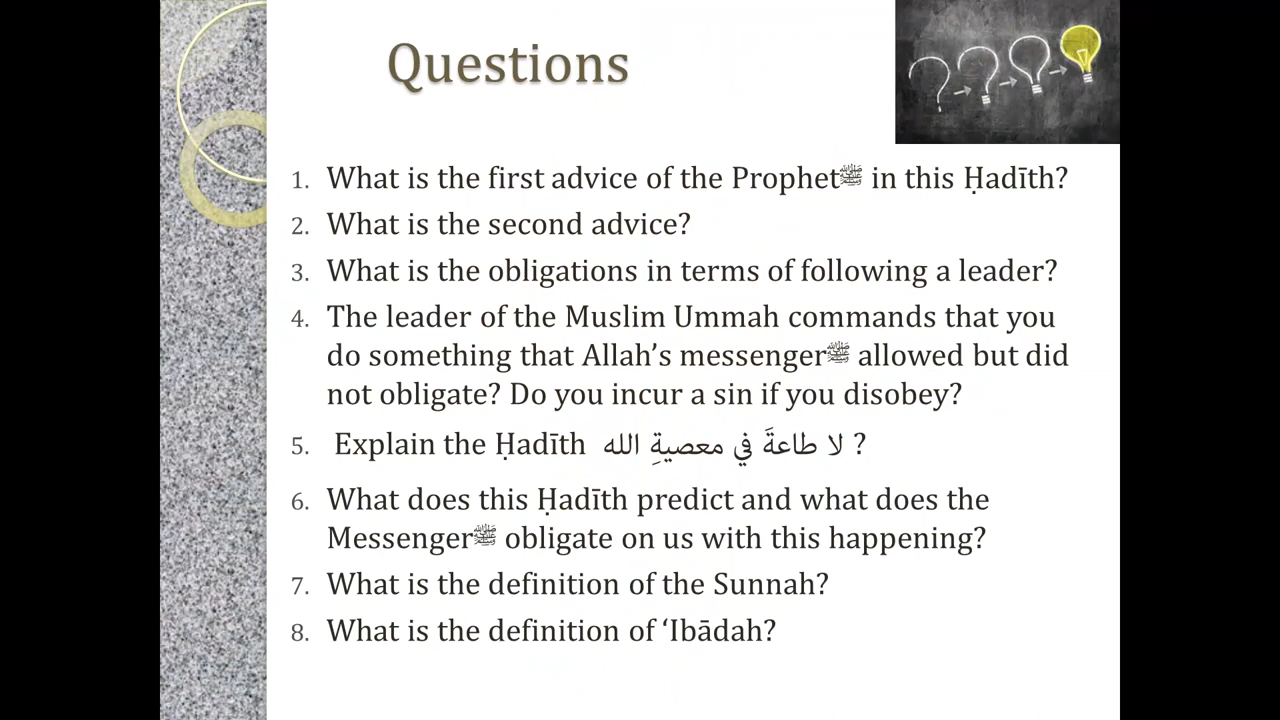 Questions
1. What is the first advice of the Prophetﷺ in this Ḥadīth?
2. What is the second advice?
3. What is the obligations in terms of following a leader?
4. The leader of the Muslim Ummah commands that you
do something that Allah’s messengerﷺ allowed but did
not obligate? Do you incur a sin if you disobey?
5. Explain the Ḥadīth لا طاعةَ في معصيةِ الله ?
6. What does this Ḥadīth predict and what does the
Messengerﷺ obligate on us with this happening?
7. What is the definition of the Sunnah?
8. What is the definition of ‘Ibādah?